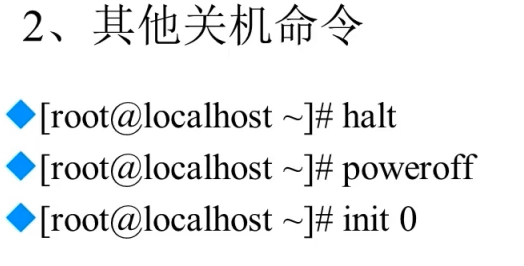 2、其他关机命令
[root@localhost ~]# halt
[root@localhost ~]# poweroff
[root@localhost ~]# init 0